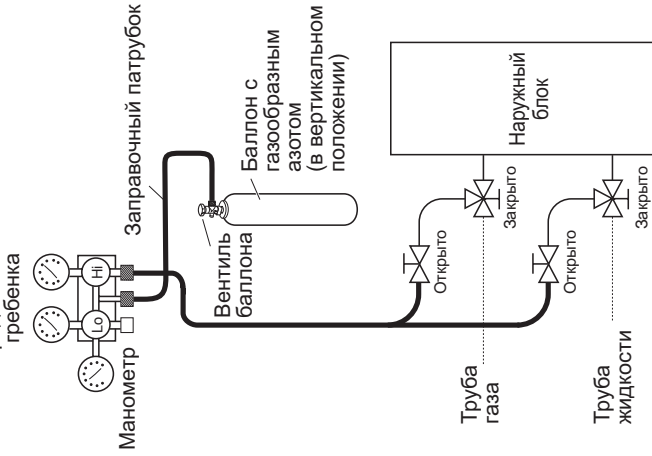 гребенка
Манометр
Lo
Hi
Заправочный патрубок
Вентиль
баллона
Баллон с
газообразным
азотом
(в вертикальном
положении)
Открыто
Закрыто
Открыто
Закрыто
Наружный
блок
Труба
газа
Труба
жидкости